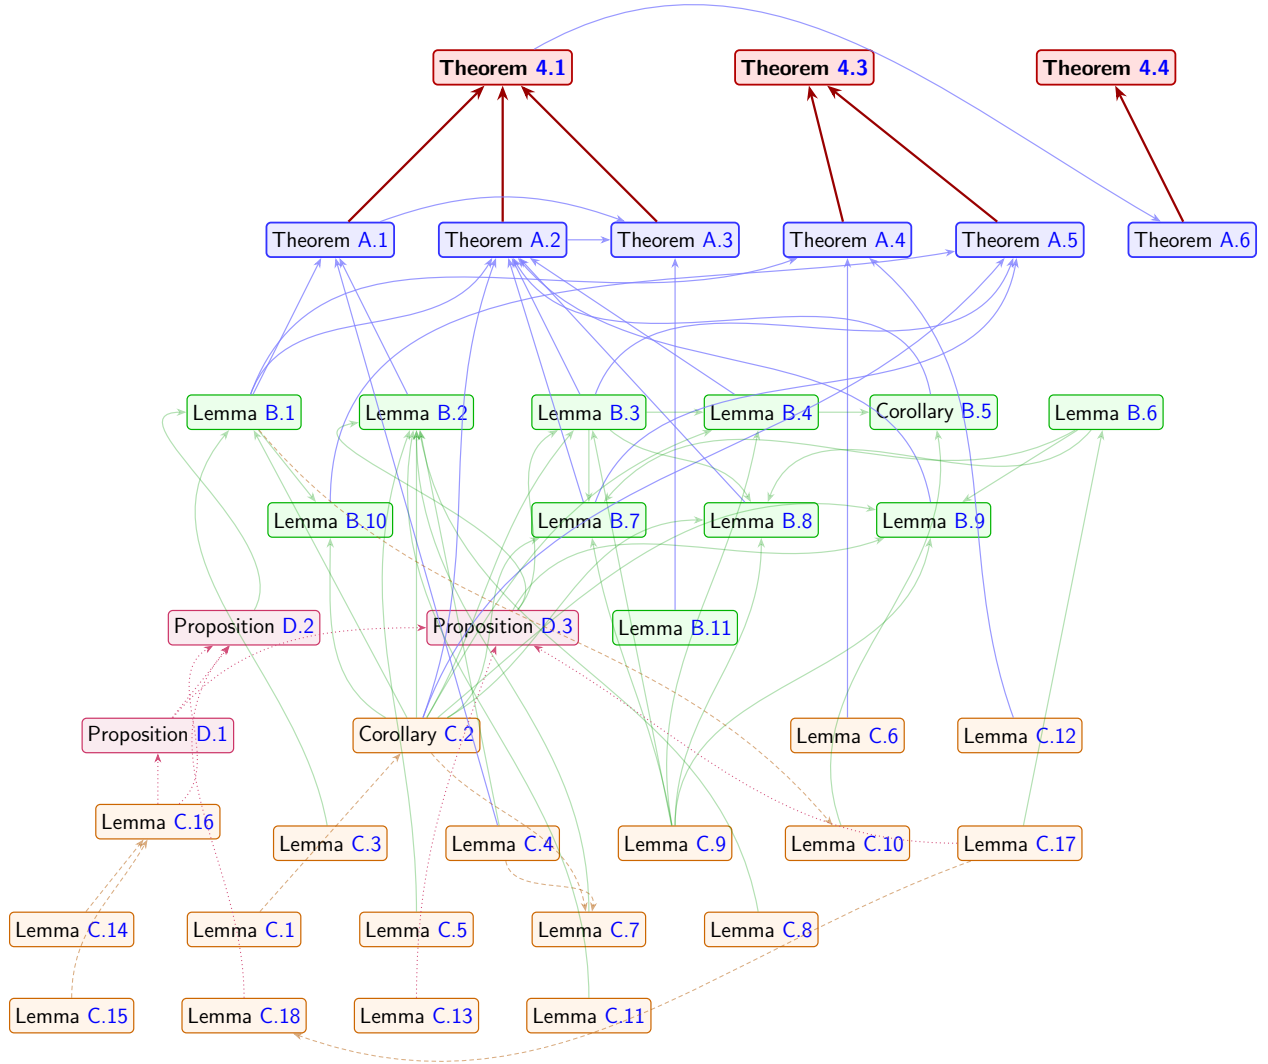 Theorem 4.1
Theorem 4.3
Theorem 4.4
Theorem A.1
Theorem A.2
Theorem A.3
Theorem A.4
Theorem A.5
Theorem A.6
Lemma B.1
Lemma B.2
Lemma B.3
Lemma B.4
Corollary B.5
Lemma B.6
Lemma B.10
Lemma B.7
Lemma B.8
Lemma B.9
Proposition D.2
Proposition D.3
Lemma B.11
Proposition D.1
Corollary C.2
Lemma C.6
Lemma C.12
Lemma C.16
Lemma C.3
Lemma C.4
Lemma C.9
Lemma C.10
Lemma C.17
Lemma C.14
Lemma C.1
Lemma C.5
Lemma C.7
Lemma C.8
Lemma C.15
Lemma C.18
Lemma C.13
Lemma C.11